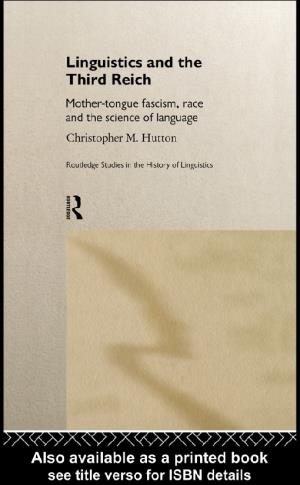 Linguistics and the
Third Reich
Mother-tongue fascism, race
and the science of language
Christopher M. Hutton
Routledge Studies in the History of Linguistics
ROUTLEDGE
Also available as a printed book
see title verso for ISBN details